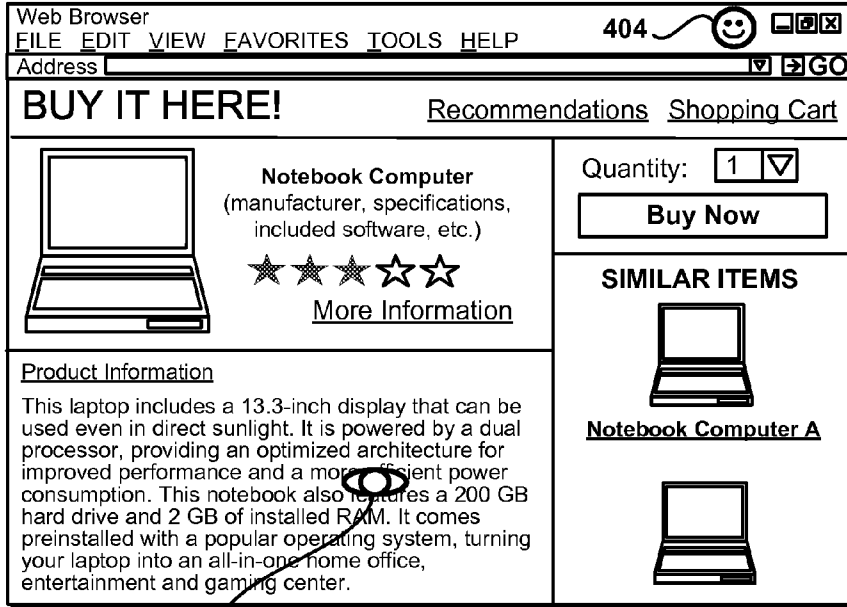 Web Browser
FILE EDIT VIEW FAVORITES TOOLS HELP
404
Address
GO
BUY IT HERE!
Recommendations Shopping Cart
Notebook Computer
(manufacturer, specifications,
included software, etc.)
More Information
Quantity: 1
Buy Now
SIMILAR ITEMS
Notebook Computer A
Product Information
This laptop includes a 13.3-inch display that can be
used even in direct sunlight. It is powered by a dual
processor, providing an optimized architecture for
improved performance and a more efficient power
consumption. This notebook also features a 200 GB
hard drive and 2 GB of installed RAM. It comes
preinstalled with a popular operating system, turning
your laptop into an all-in-one home office,
entertainment and gaming center.